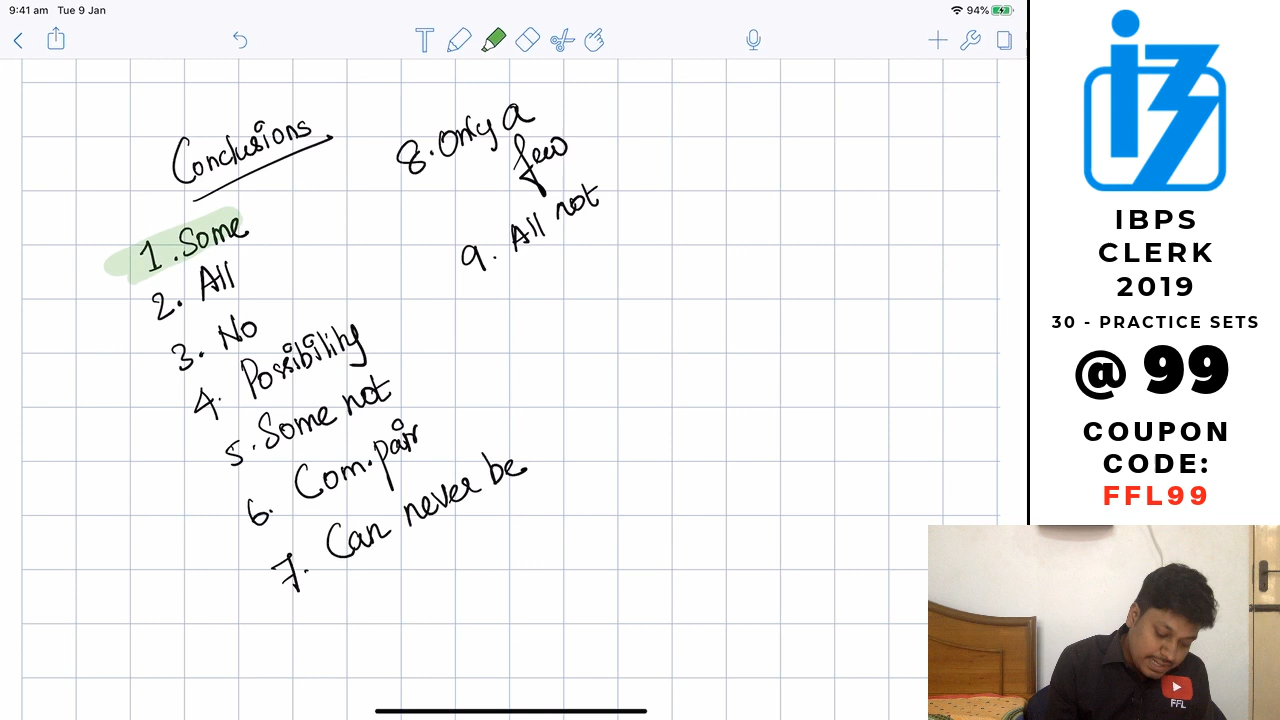 9:41 am Tue 9 Jan
94%
T
Conclusions
1. Some
2. All
3. No
4. Possibility
5. Some not
6. Com.pair
7. Can never be
8. Only a
few
9. All not
IBPS
CLERK
2019
30 - PRACTICE SETS
@ 99
COUPON
CODE:
FFL99
FFL